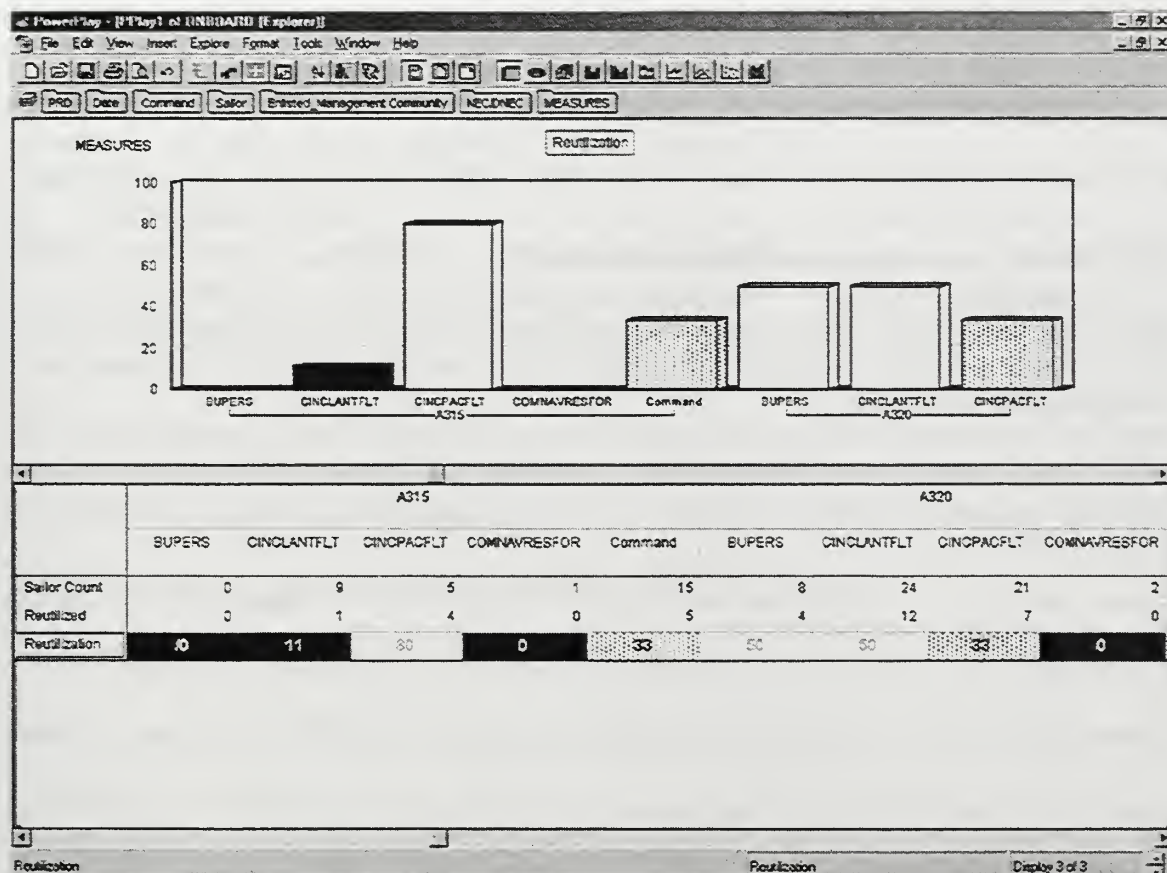 PowerPlay - [PPlay1 of ONBOARD [Explorer]]
File Edit View Insert Explore Format Tools Window Help
PRD Date Command Sailor Enlisted_Management Community NEC/DNEC MEASURES
MEASURES
Reutilization
100
80
60
40
20
0
BUPERS CINCLANTFLT CINCPACFLT COMNAVRESFOR Command BUPERS CINCLANTFLT CINCPACFLT
A315 A320
A315 A320
BUPERS CINCLANTFLT CINCPACFLT COMNAVRESFOR Command BUPERS CINCLANTFLT CINCPACFLT COMNAVRESFOR
Sailor Count 0 9 5 1 15 8 24 21 2
Reutilized 0 1 4 0 5 4 12 7 0
Reutilization /0 11 80 0 33 50 50 33 0
Reutilization Reutilization Display 3 of 3